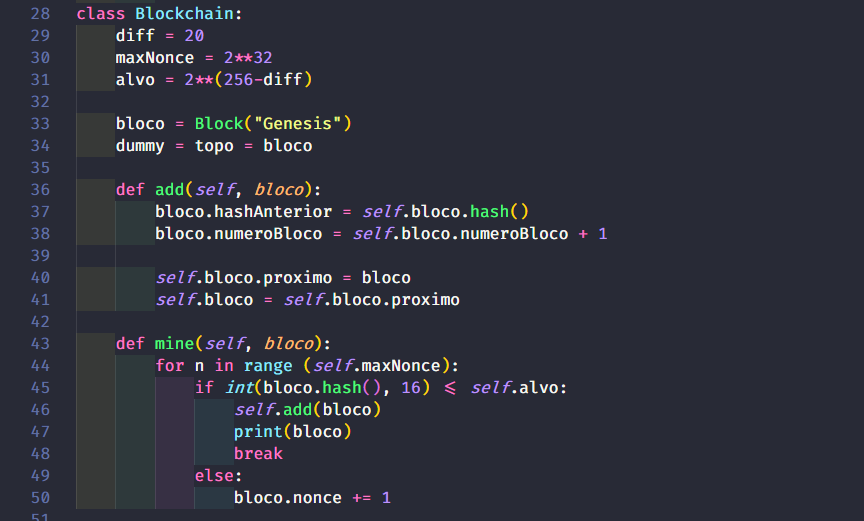 28 class Blockchain:
29     diff = 20
30     maxNonce = 2**32
31     alvo = 2**(256-diff)
32
33     bloco = Block("Genesis")
34     dummy = topo = bloco
35
36     def add(self, bloco):
37         bloco.hashAnterior = self.bloco.hash()
38         bloco.numeroBloco = self.bloco.numeroBloco + 1
39
40         self.bloco.proximo = bloco
41         self.bloco = self.bloco.proximo
42
43     def mine(self, bloco):
44         for n in range (self.maxNonce):
45             if int(bloco.hash(), 16) <= self.alvo:
46                 self.add(bloco)
47                 print(bloco)
48                 break
49             else:
50                 bloco.nonce += 1
51